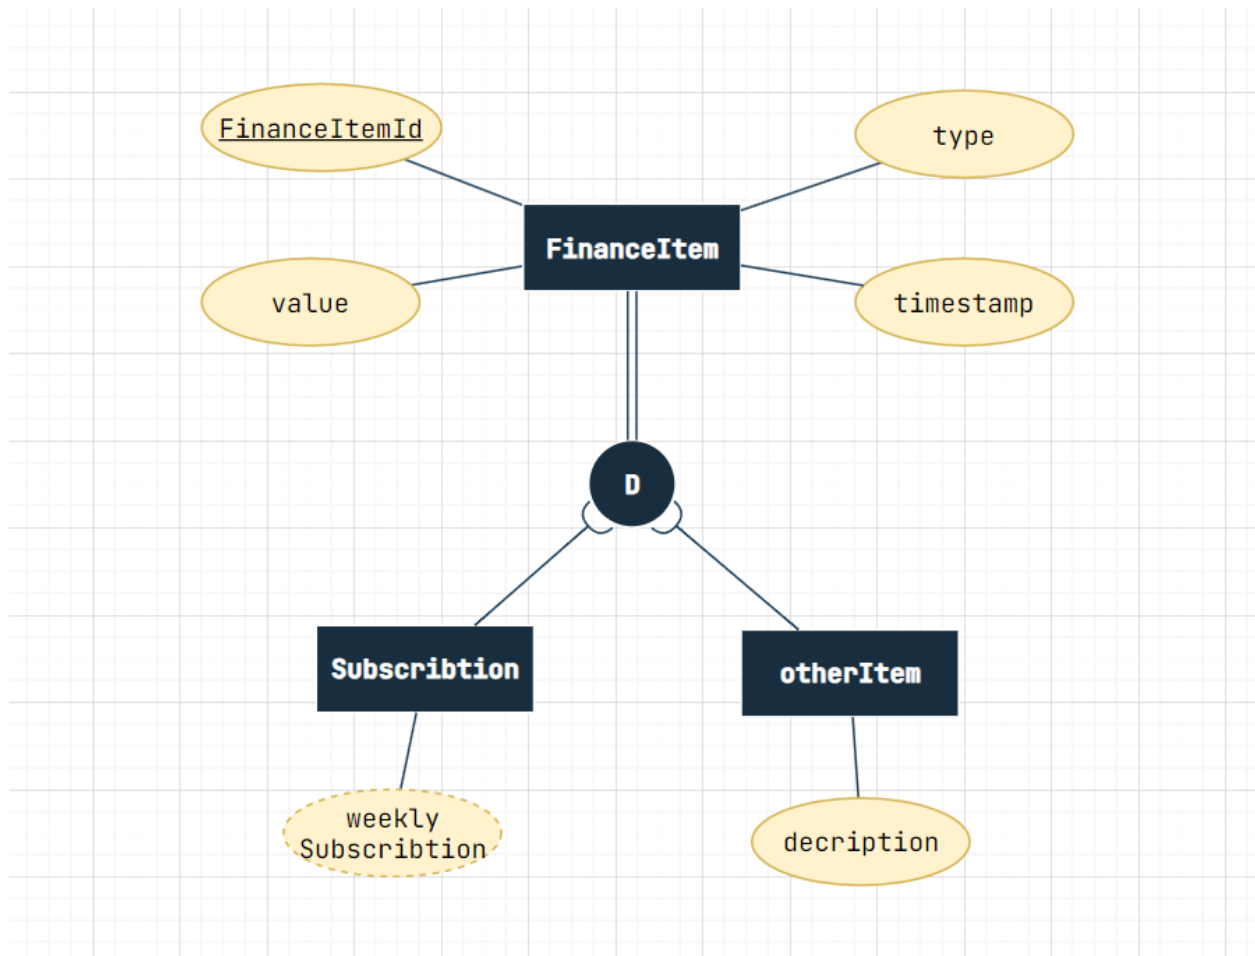 FinanceItemId
type
FinanceItem
value
timestamp
D
Subscribtion
otherItem
weekly
Subscribtion
decription